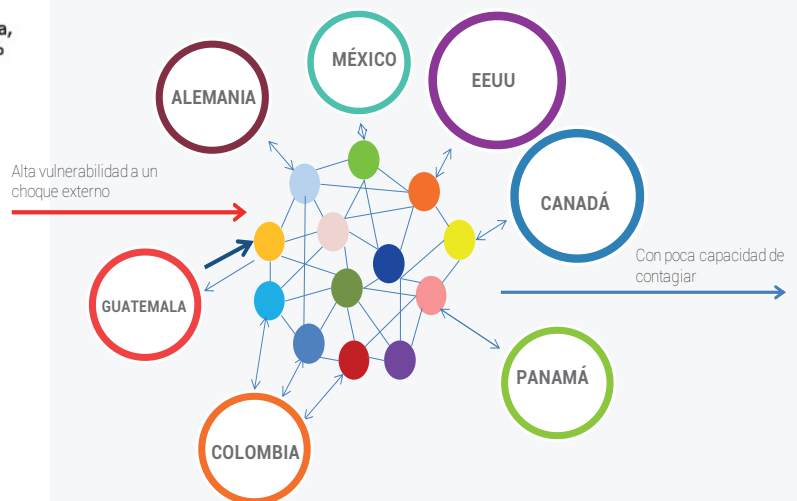 a,
MÉXICO
EEUU
ALEMANIA
Alta vulnerabilidad a un
choque externo
CANADÁ
Con poca capacidad de
contagiar
GUATEMALA
PANAMÁ
COLOMBIA